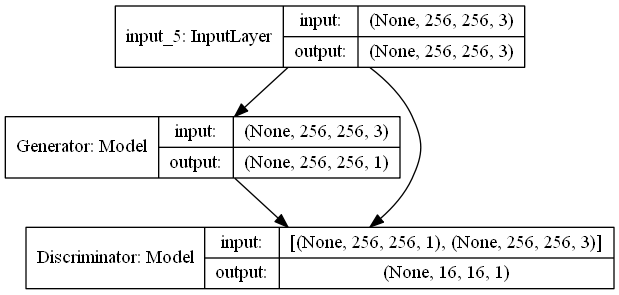 input_5: InputLayer
input: (None, 256, 256, 3)
output: (None, 256, 256, 3)
Generator: Model
input: (None, 256, 256, 3)
output: (None, 256, 256, 1)
Discriminator: Model
input: [(None, 256, 256, 1), (None, 256, 256, 3)]
output: (None, 16, 16, 1)